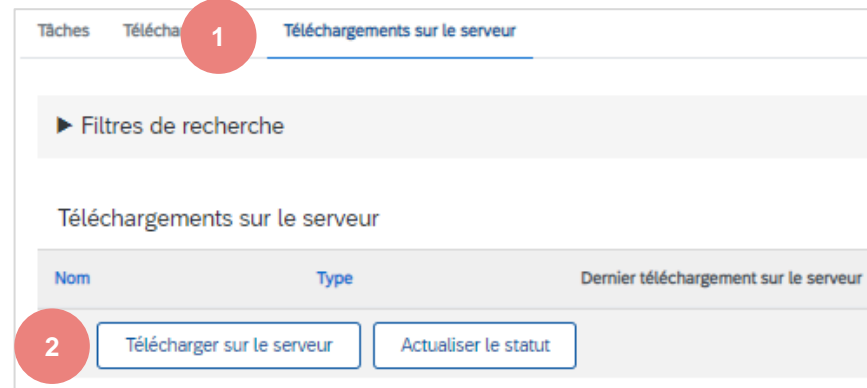 Tâches Télécha 1 Téléchargements sur le serveur
Filtres de recherche
Téléchargements sur le serveur
Nom Type Dernier téléchargement sur le serveur
2 Télécharger sur le serveur Actualiser le statut